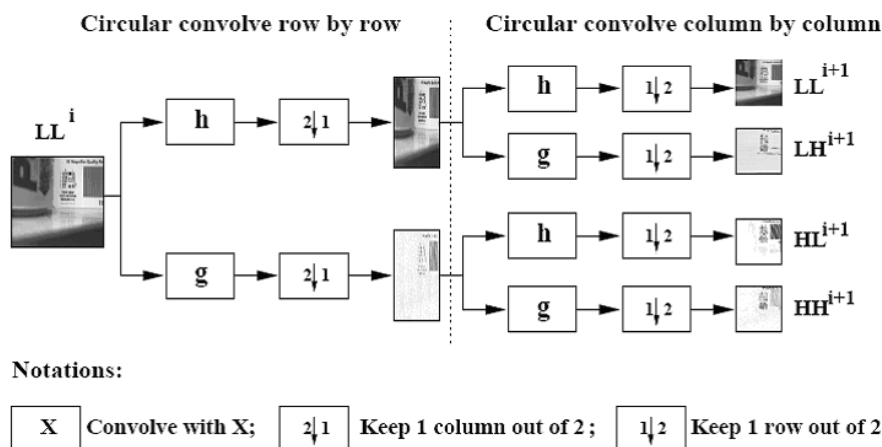 Circular convolve row by row
Circular convolve column by column
LL^i
h
2↓1
h
1↓2
LL^i+1
g
1↓2
LH^i+1
g
2↓1
h
1↓2
HL^i+1
g
1↓2
HH^i+1
Notations:
X Convolve with X; 2↓1 Keep 1 column out of 2; 1↓2 Keep 1 row out of 2